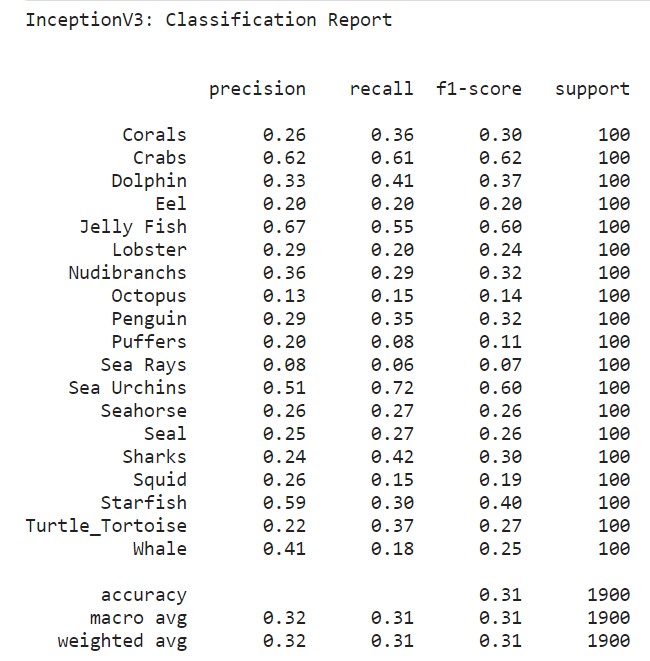 InceptionV3: Classification Report
precision recall f1-score support
Corals 0.26 0.36 0.30 100
Crabs 0.62 0.61 0.62 100
Dolphin 0.33 0.41 0.37 100
Eel 0.20 0.20 0.20 100
Jelly Fish 0.67 0.55 0.60 100
Lobster 0.29 0.20 0.24 100
Nudibranchs 0.36 0.29 0.32 100
Octopus 0.13 0.15 0.14 100
Penguin 0.29 0.35 0.32 100
Puffers 0.20 0.08 0.11 100
Sea Rays 0.08 0.06 0.07 100
Sea Urchins 0.51 0.72 0.60 100
Seahorse 0.26 0.27 0.26 100
Seal 0.25 0.27 0.26 100
Sharks 0.24 0.42 0.30 100
Squid 0.26 0.15 0.19 100
Starfish 0.59 0.30 0.40 100
Turtle_Tortoise 0.22 0.37 0.27 100
Whale 0.41 0.18 0.25 100
accuracy 0.31 1900
macro avg 0.32 0.31 0.31 1900
weighted avg 0.32 0.31 0.31 1900